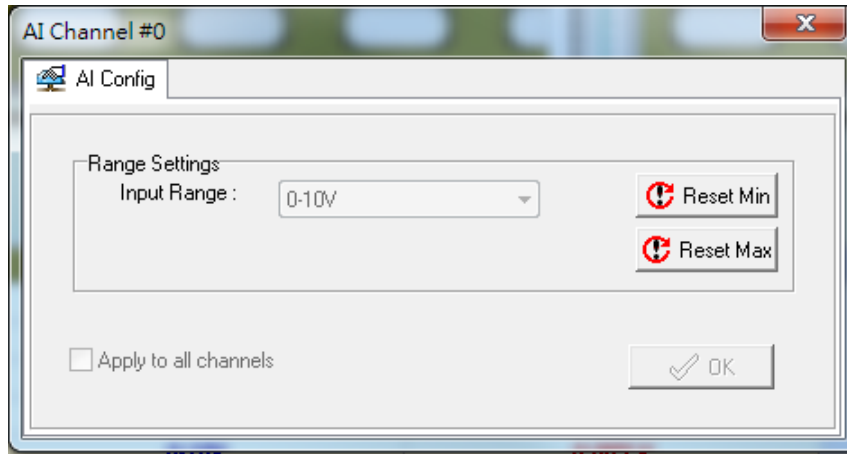 AI Channel #0
AI Config
Range Settings
Input Range :
0-10V
Reset Min
Reset Max
Apply to all channels
OK